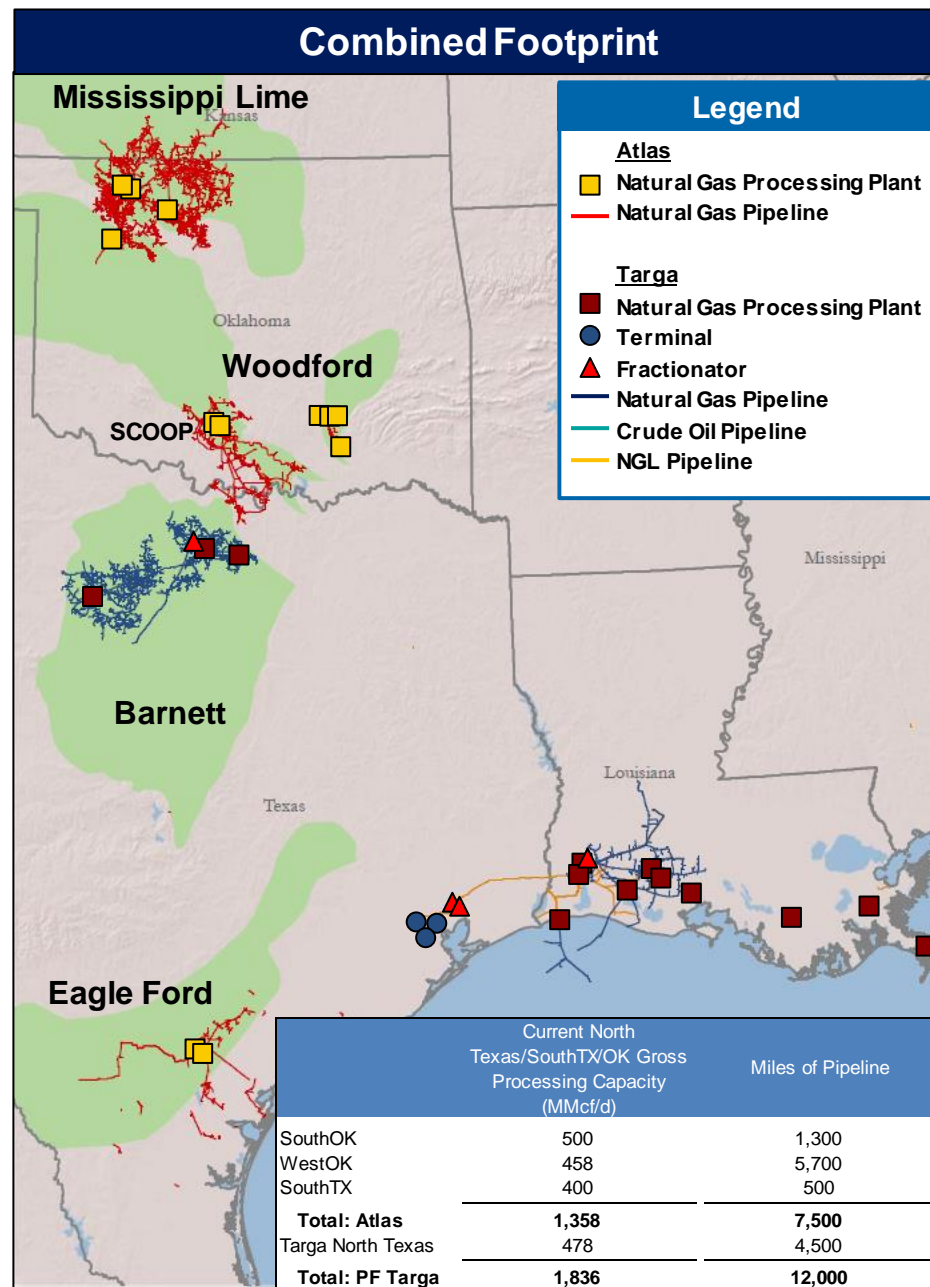 Combined Footprint
Mississippi Lime
Kansas
Legend
Atlas
Natural Gas Processing Plant
Natural Gas Pipeline
Targa
Natural Gas Processing Plant
Terminal
Fractionator
Natural Gas Pipeline
Crude Oil Pipeline
NGL Pipeline
Oklahoma
Woodford
SCOOP
Mississippi
Barnett
Louisiana
Texas
Eagle Ford
Current North
Texas/SouthTX/OK Gross
Processing Capacity
(MMcf/d)
Miles of Pipeline
SouthOK 500 1,300
WestOK 458 5,700
SouthTX 400 500
Total: Atlas 1,358 7,500
Targa North Texas 478 4,500
Total: PF Targa 1,836 12,000